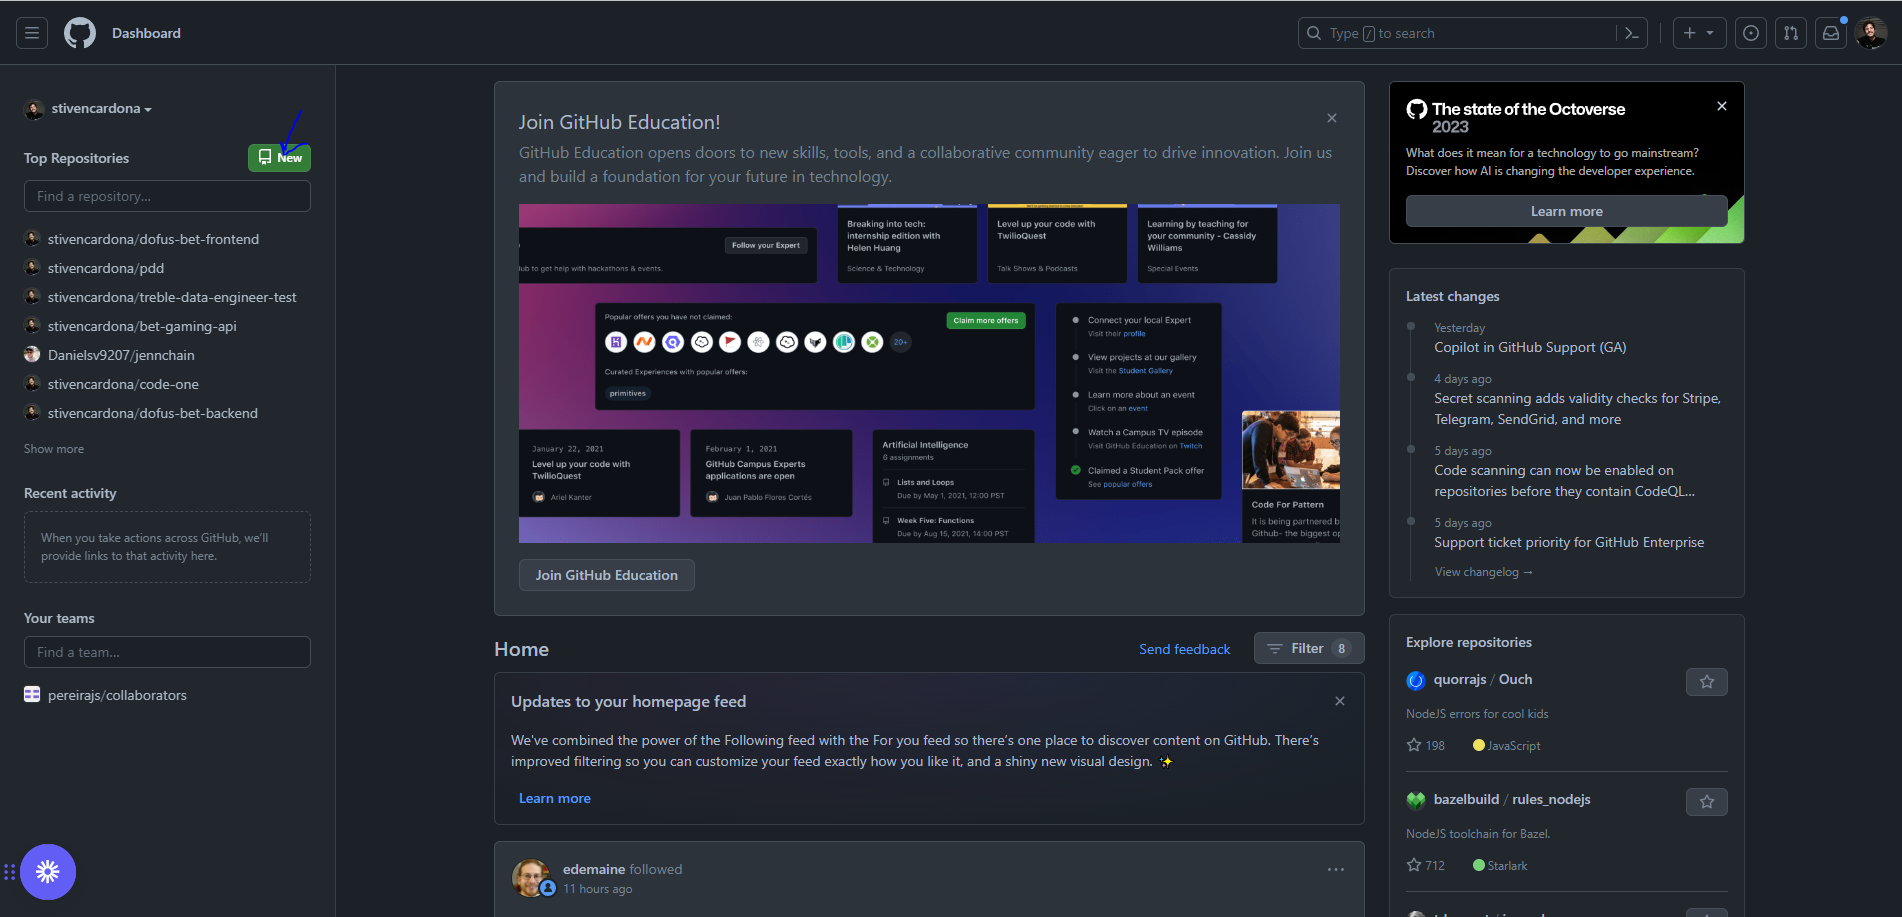 Dashboard
Type / to search
stivencardona
Top Repositories
New
Find a repository...
stivencardona/dofus-bet-frontend
stivencardona/pdd
stivencardona/treble-data-engineer-test
stivencardona/bet-gaming-api
Danielsv9207/jennchain
stivencardona/code-one
stivencardona/dofus-bet-backend
Show more
Recent activity
When you take actions across GitHub, we'll
provide links to that activity here.
Your teams
Find a team...
pereirajs/collaborators
Join GitHub Education!
GitHub Education opens doors to new skills, tools, and a collaborative community eager to drive innovation. Join us
and build a foundation for your future in technology.
Follow your Expert
lub to get help with hackathons & events.
Breaking into tech:
internship edition with
Helen Huang
Science & Technology
Level up your code with
TwilioQuest
Talk Shows & Podcasts
Learning by teaching for
your community - Cassidy
Williams
Special Events
Popular offers you have not claimed:
Claim more offers
20+
Curated Experiences with popular offers:
primitives
Connect your local Expert
Visit their profile
View projects at our gallery
Visit the Student Gallery
Learn more about an event
Click on an event
Watch a Campus TV episode
Visit GitHub Education on Twitch
Claimed a Student Pack offer
See popular offers
January 22, 2021
Level up your code with
TwilioQuest
Ariel Kanter
February 1, 2021
GitHub Campus Experts
applications are open
Juan Pablo Flores Cortés
Artificial Intelligence
6 assignments
Lists and Loops
Due by May 1, 2021, 12:00 PST
Week Five: Functions
Due by Aug 15, 2021, 14:00 PST
Code For Pattern
It is being partnered b
Github- the biggest op
Join GitHub Education
Home
Send feedback
Filter 8
Updates to your homepage feed
We've combined the power of the Following feed with the For you feed so there's one place to discover content on GitHub. There's
improved filtering so you can customize your feed exactly how you like it, and a shiny new visual design. ✨
Learn more
edemaine followed
11 hours ago
The state of the Octoverse
2023
What does it mean for a technology to go mainstream?
Discover how AI is changing the developer experience.
Learn more
Latest changes
Yesterday
Copilot in GitHub Support (GA)
4 days ago
Secret scanning adds validity checks for Stripe,
Telegram, SendGrid, and more
5 days ago
Code scanning can now be enabled on
repositories before they contain CodeQL...
5 days ago
Support ticket priority for GitHub Enterprise
View changelog →
Explore repositories
quorrajs / Ouch
NodeJS errors for cool kids
198 JavaScript
bazelbuild / rules_nodejs
NodeJS toolchain for Bazel.
712 Starlark